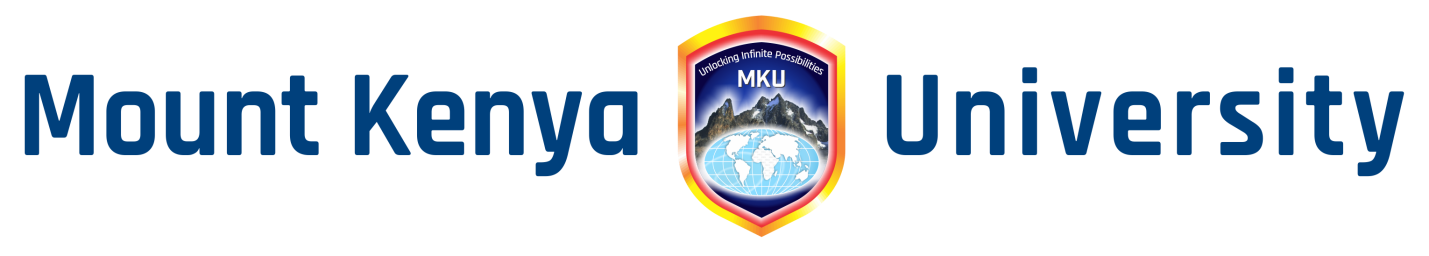 Mount Kenya
Unlocking Infinite Possibilities
MKU
University